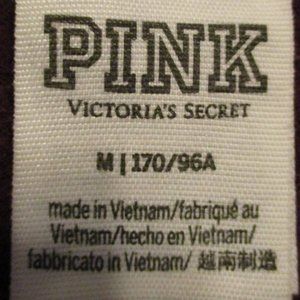 PINK
VICTORIA'S SECRET
M | 170/96A
made in Vietnam/fabriqué au
Vietnam/hecho en Vietnam/
fabbricato in Vietnam/ 越南制造